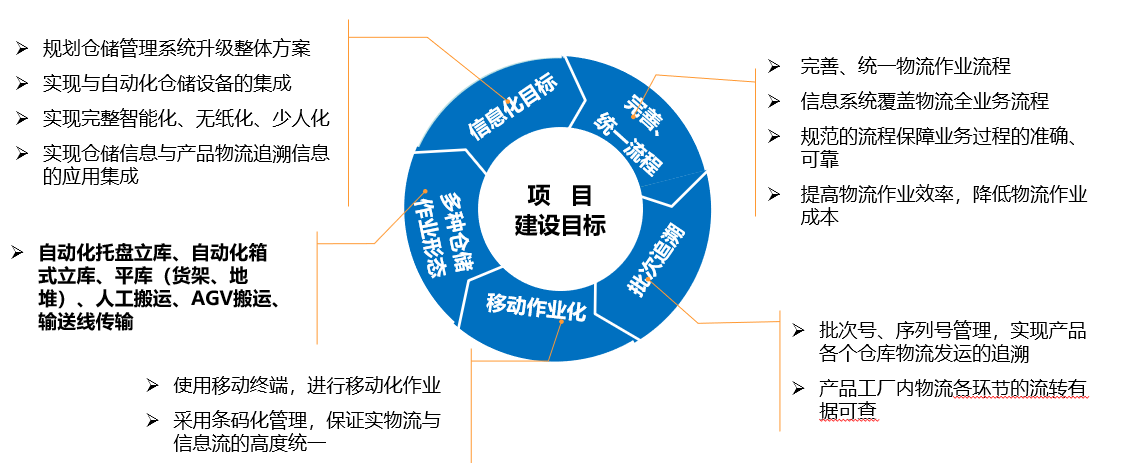 规划仓储管理系统升级整体方案
实现与自动化仓储设备的集成
实现完整智能化、无纸化、少人化
实现仓储信息与产品物流追溯信息
的应用集成
自动化托盘立库、自动化箱
式立库、平库（货架、地
堆）、人工搬运、AGV搬运、
输送线传输
使用移动终端，进行移动化作业
采用条码化管理，保证实物流与
信息流的高度统一
信息化目标
完善、
统一流程
批次追溯
移动作业化
多种仓储
作业形态
项 目
建设目标
完善、统一物流作业流程
信息系统覆盖物流全业务流程
规范的流程保障业务过程的准确、
可靠
提高物流作业效率，降低物流作业
成本
批次号、序列号管理，实现产品
各个仓库物流发运的追溯
产品工厂内物流各环节的流转有
据可查